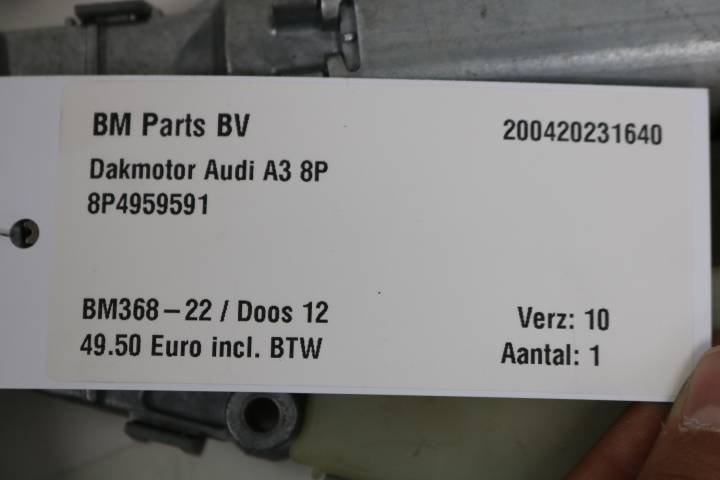 BM Parts BV 200420231640
Dakmotor Audi A3 8P
8P4959591
BM368-22 / Doos 12 Verz: 10
49.50 Euro incl. BTW Aantal: 1